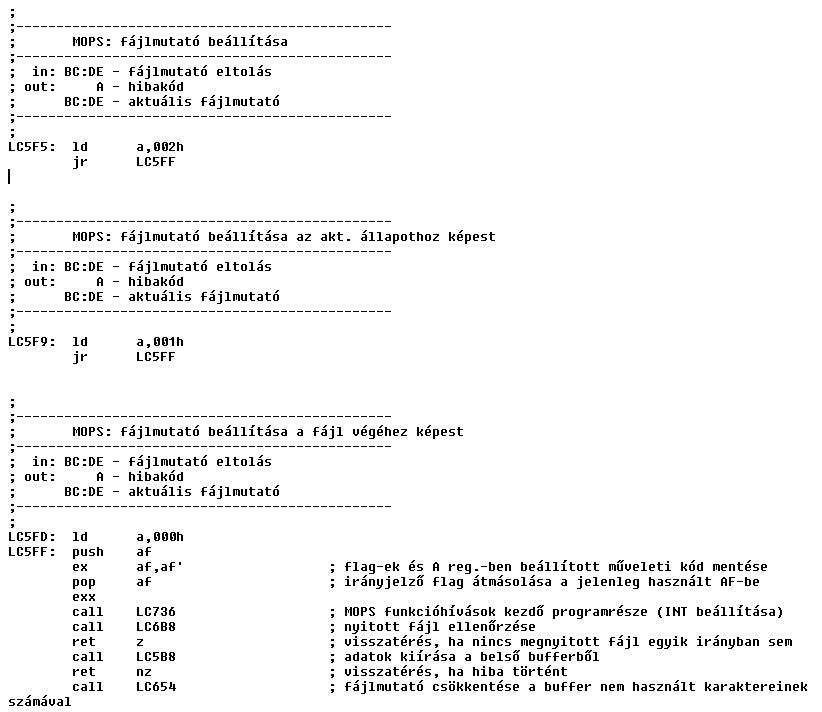 ;
;-----------------------------------------------
;       MOPS: fájlmutató beállítása
;-----------------------------------------------
;  in: BC:DE - fájlmutató eltolás
; out:     A - hibakód
;      BC:DE - aktuális fájlmutató
;-----------------------------------------------
;
LC5F5:  ld      a,002h
        jr      LC5FF
;
;-----------------------------------------------
;       MOPS: fájlmutató beállítása az akt. állapothoz képest
;-----------------------------------------------
;  in: BC:DE - fájlmutató eltolás
; out:     A - hibakód
;      BC:DE - aktuális fájlmutató
;-----------------------------------------------
;
LC5F9:  ld      a,001h
        jr      LC5FF
;
;-----------------------------------------------
;       MOPS: fájlmutató beállítása a fájl végéhez képest
;-----------------------------------------------
;  in: BC:DE - fájlmutató eltolás
; out:     A - hibakód
;      BC:DE - aktuális fájlmutató
;-----------------------------------------------
;
LC5FD:  ld      a,000h
LC5FF:  push    af
        ex      af,af'                  ; flag-ek és A reg.-ben beállított műveleti kód mentése
        pop     af                      ; irányjelző flag átmásolása a jelenleg használt AF-be
        exx
        call    LC736                   ; MOPS funkcióhívások kezdő programrésze (INT beállítása)
        call    LC6B8                   ; nyitott fájl ellenőrzése
        ret     z                       ; visszatérés, ha nincs megnyitott fájl egyik irányban sem
        call    LC5B8                   ; adatok kiírása a belső bufferből
        ret     nz                      ; visszatérés, ha hiba történt
        call    LC654                   ; fájlmutató csökkentése a buffer nem használt karaktereinek
számával